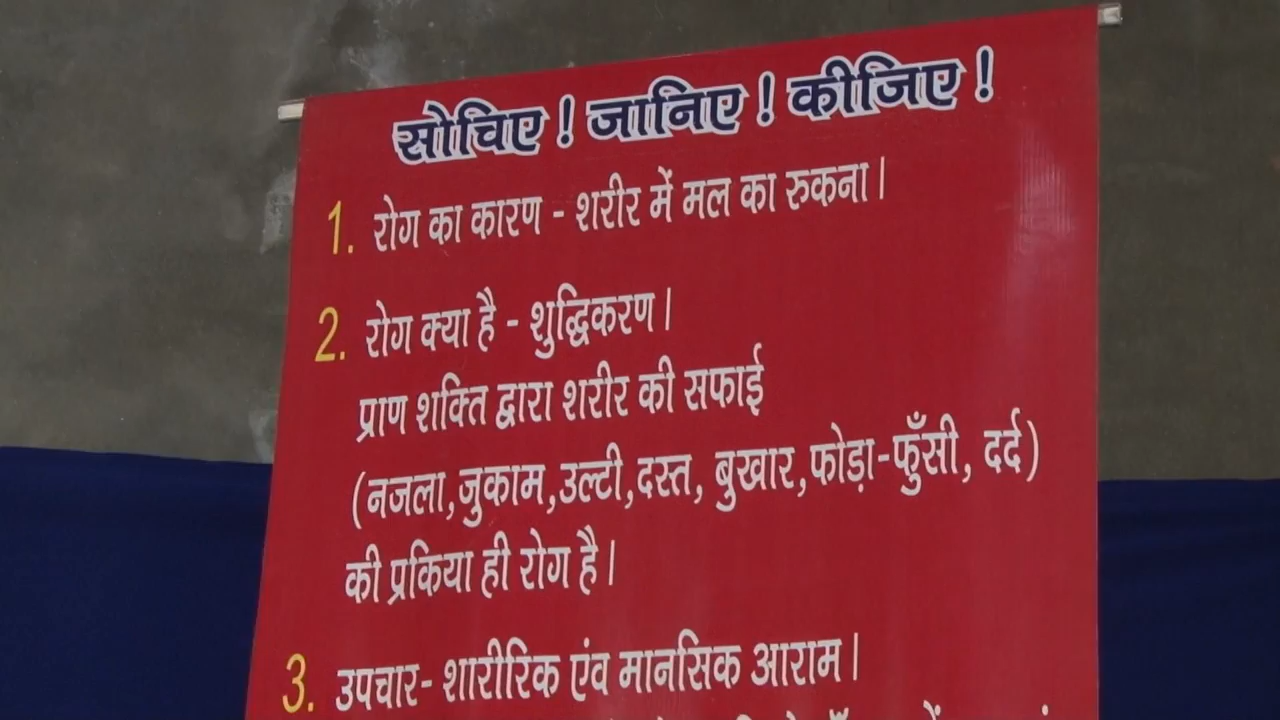 सोचिए ! जानिए ! कीजिए !
1. रोग का कारण - शरीर में मल का रुकना।
2. रोग क्या है - शुद्धिकरण।
प्राण शक्ति द्वारा शरीर की सफाई
(नजला,जुकाम,उल्टी,दस्त, बुखार,फोड़ा-फुँसी, दर्द)
की प्रकिया ही रोग है।
3. उपचार- शारीरिक एंव मानसिक आराम।